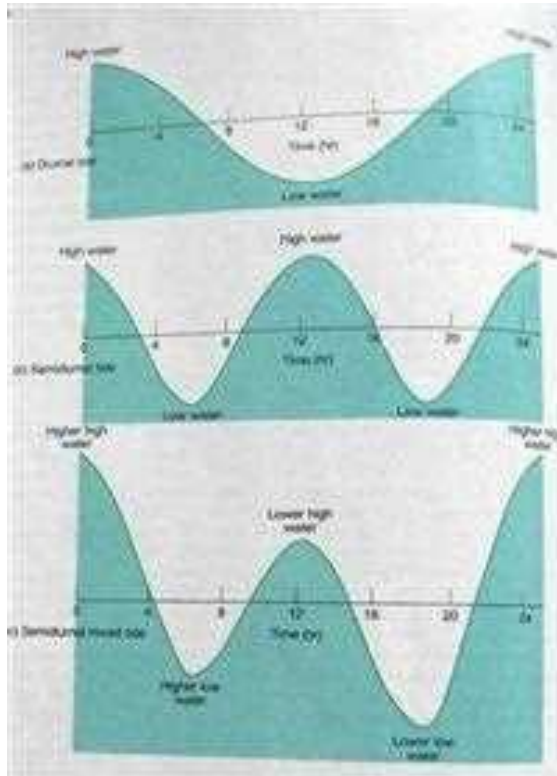 High water
High water
0 4 8 12 16 20 24
Time (hr)
(a) Diurnal tide
Low water
High water
High water
High water
0 4 8 12 16 20 24
Time (hr)
(b) Semidiurnal tide
Low water
Low water
Higher high
water
Higher hig
Lower high
water
0 4 8 12 16 20 24
Time (hr)
(c) Semidiurnal mixed tide
Higher low
water
Lower low
water